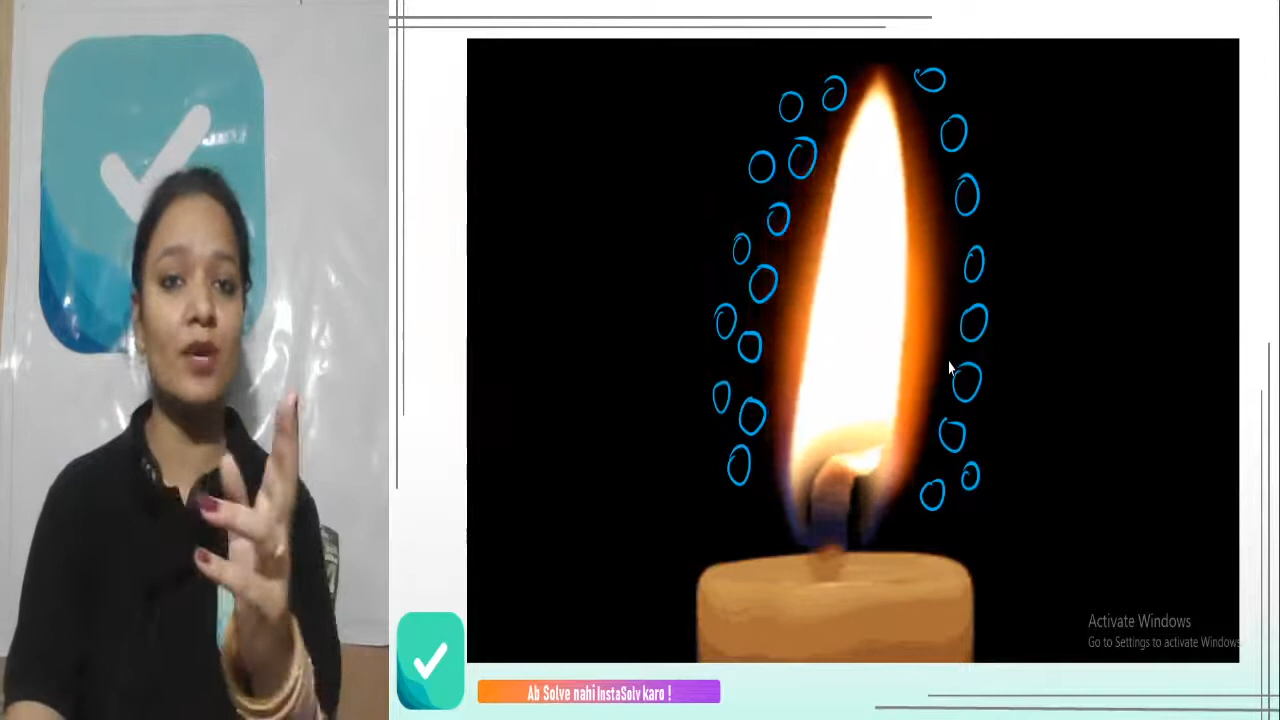 Activate Windows
Go to Settings to activate Windows
Ab Solve nahi InstaSolv karo !